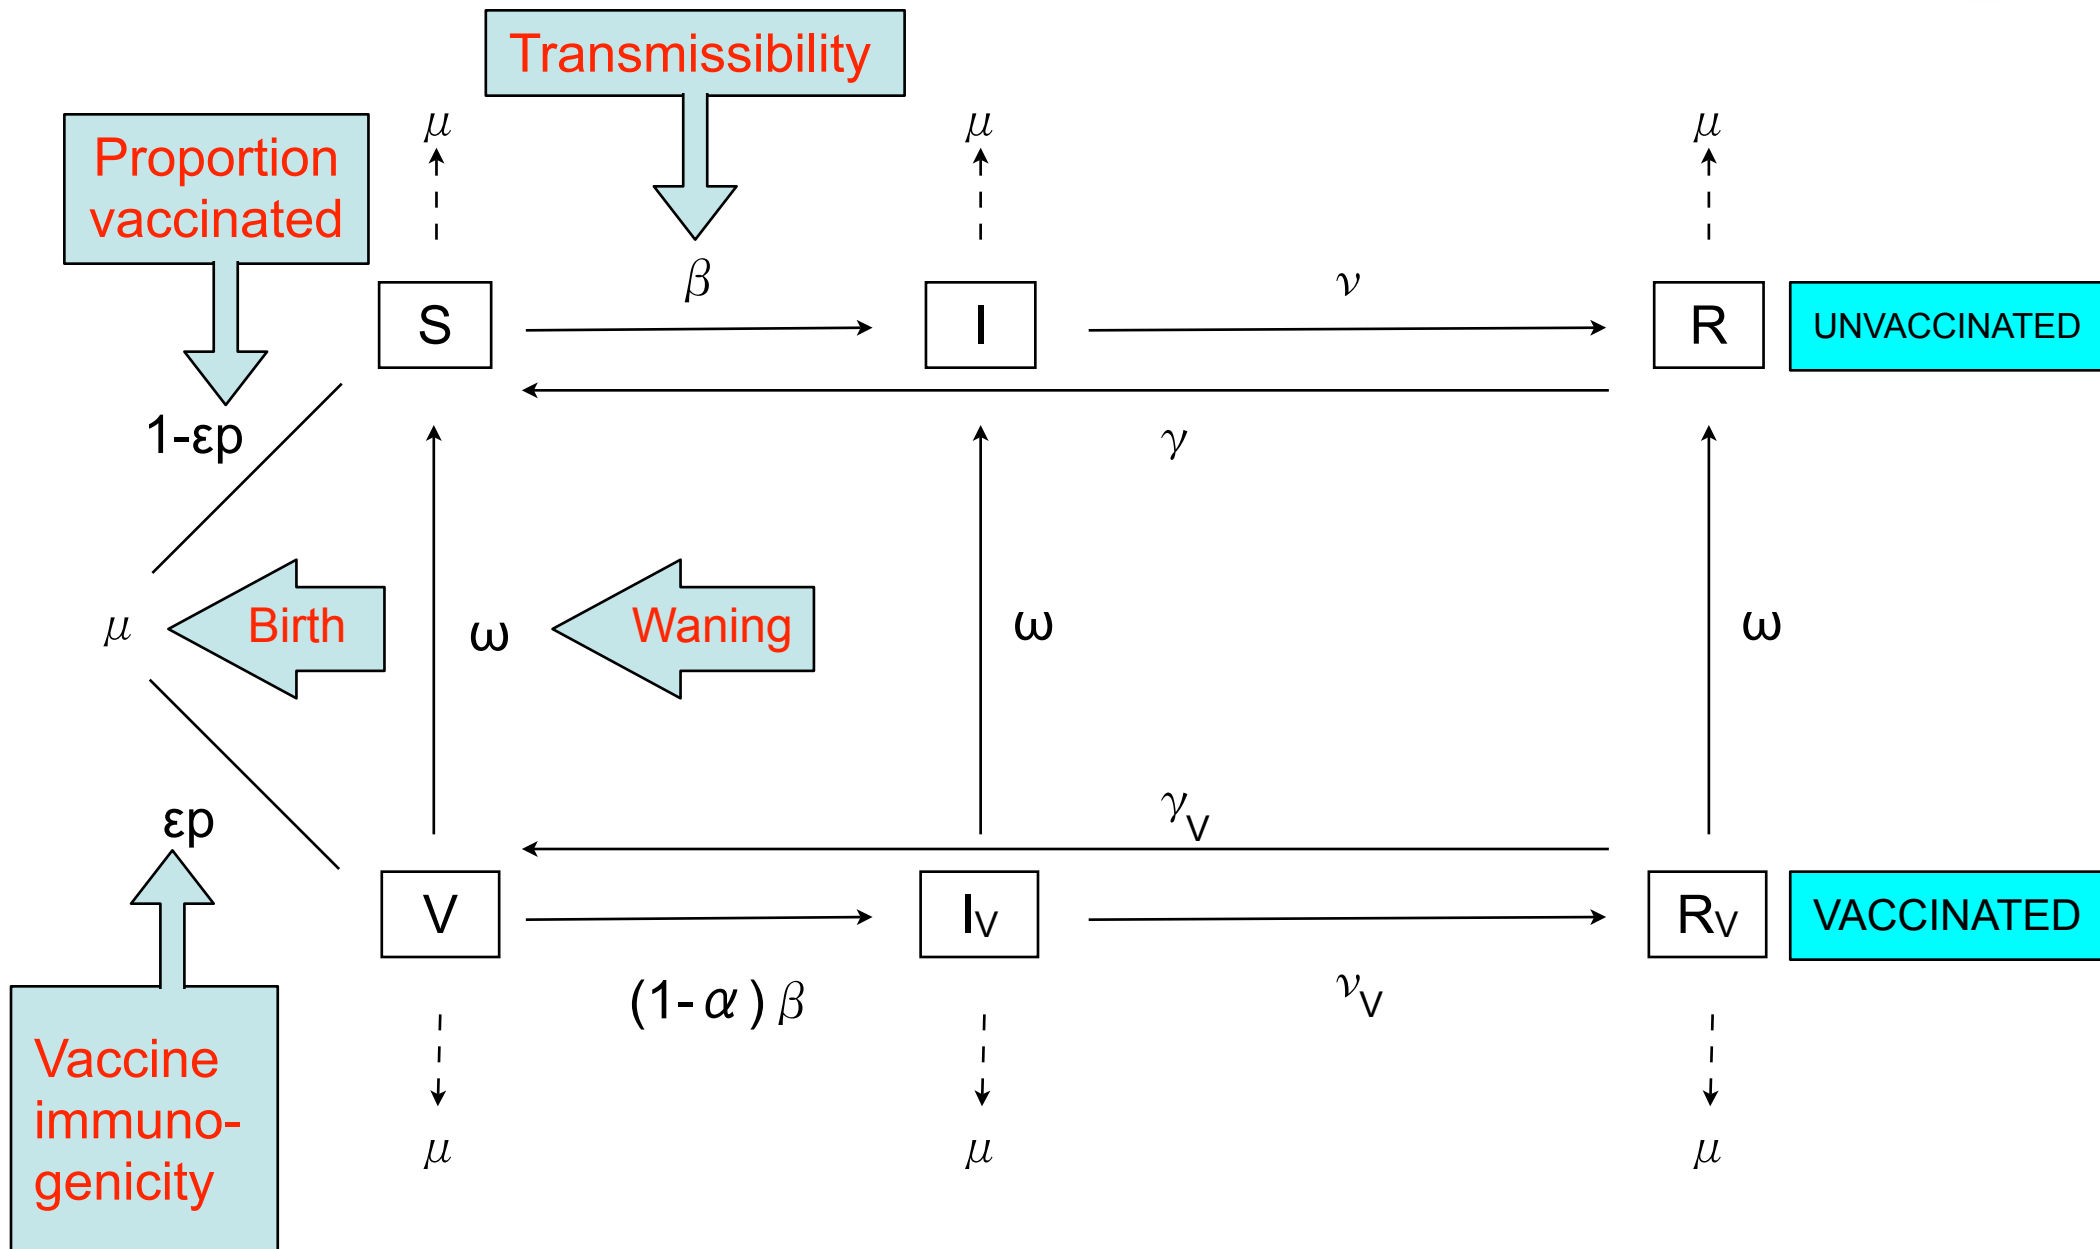 Transmissibility
Proportion
vaccinated
μ
μ
μ
β
ν
S
I
R
UNVACCINATED
1-εp
γ
μ
Birth
ω
Waning
ω
ω
εp
γV
V
IV
RV
VACCINATED
(1-α)β
νV
Vaccine
immuno-
genicity
μ
μ
μ